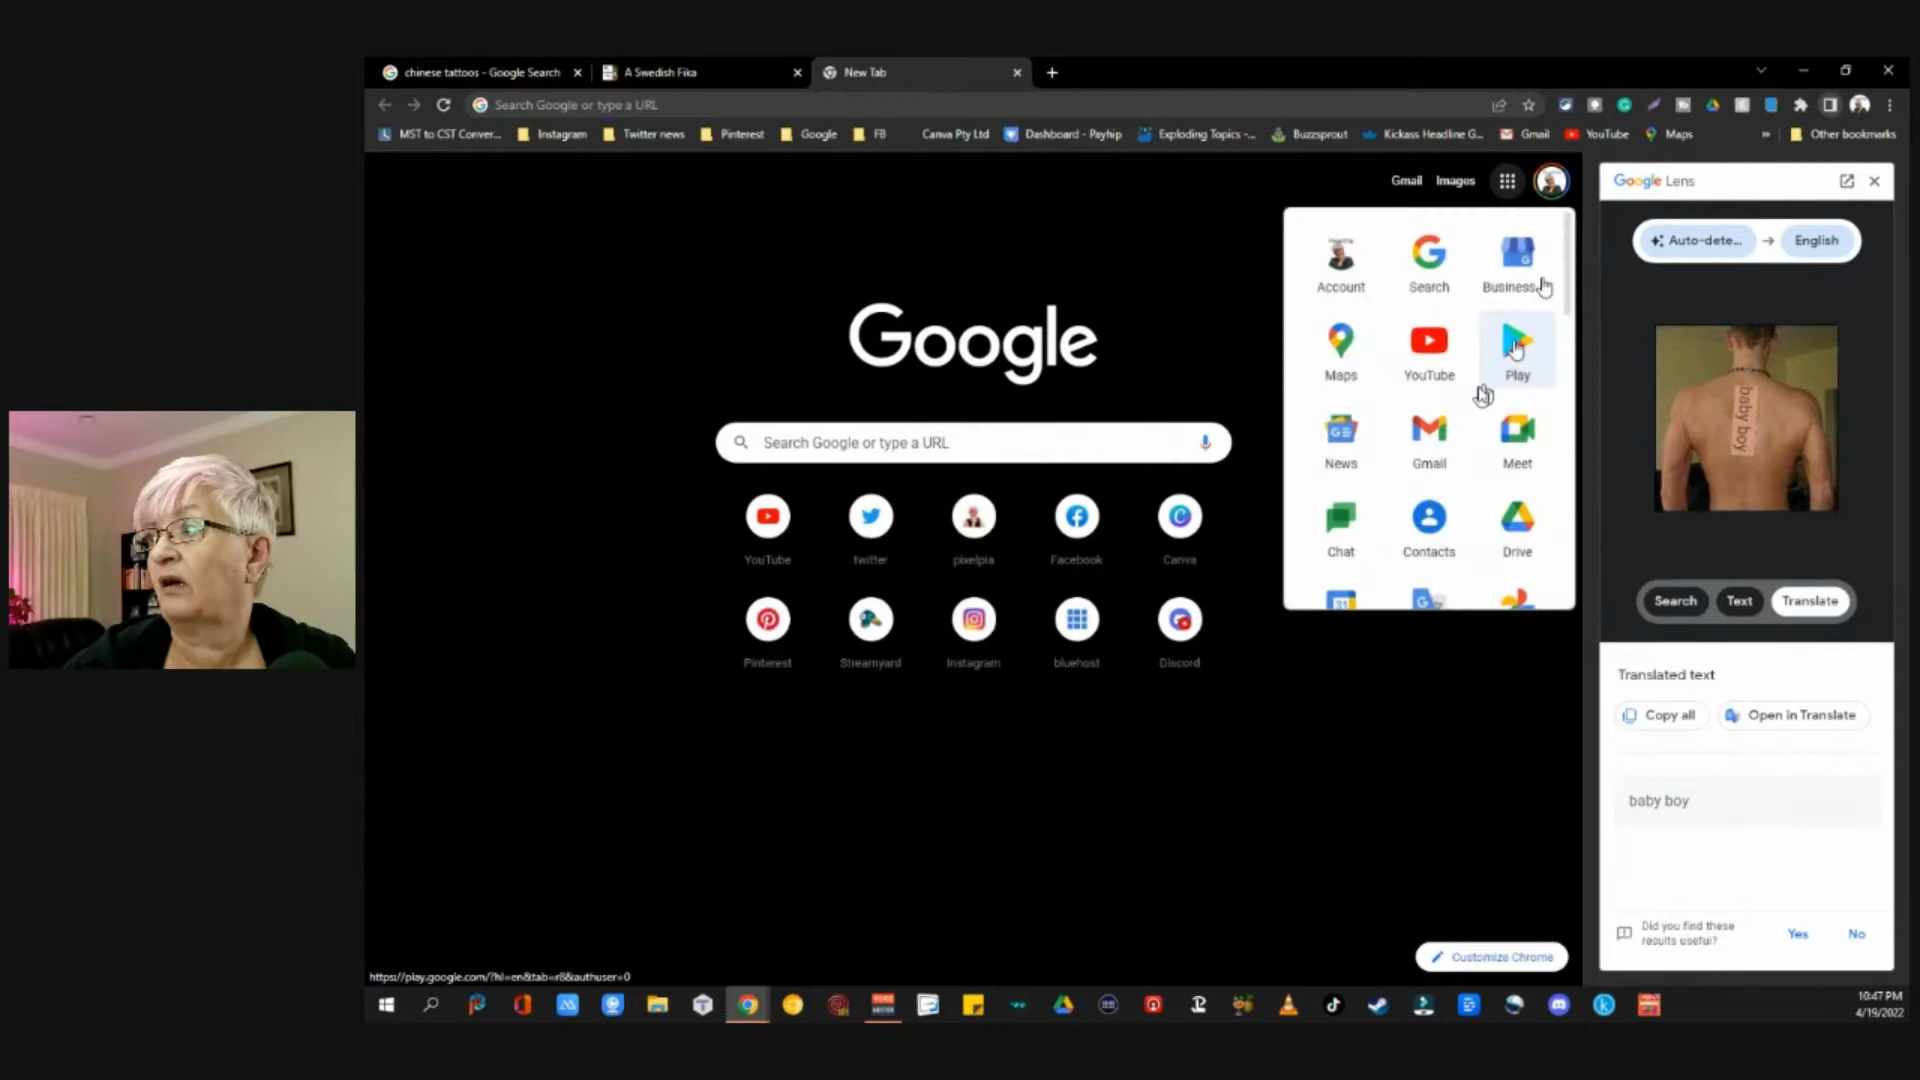 chinese tattoos - Google Search
A Swedish Fika
New Tab
Search Google or type a URL
MST to CST Conver...
Instagram
Twitter news
Pinterest
Google
FB
Canva Pty Ltd
Dashboard - Payhip
Exploding Topics -...
Buzzsprout
Kickass Headline G...
Gmail
YouTube
Maps
»
Other bookmarks
Gmail
Images
Google
Search Google or type a URL
YouTube
twitter
pixelpia
Facebook
Canva
Pinterest
Streamyard
Instagram
bluehost
Discord
Account
Search
Business
Maps
YouTube
Play
News
Gmail
Meet
Chat
Contacts
Drive
31
Customize Chrome
Google Lens
Auto-dete...
English
baby boy
Search
Text
Translate
Translated text
Copy all
Open in Translate
baby boy
Did you find these
results useful?
Yes
No
https://play.google.com/?hl=en&tab=r8&authuser=0
10:47 PM
4/19/2022